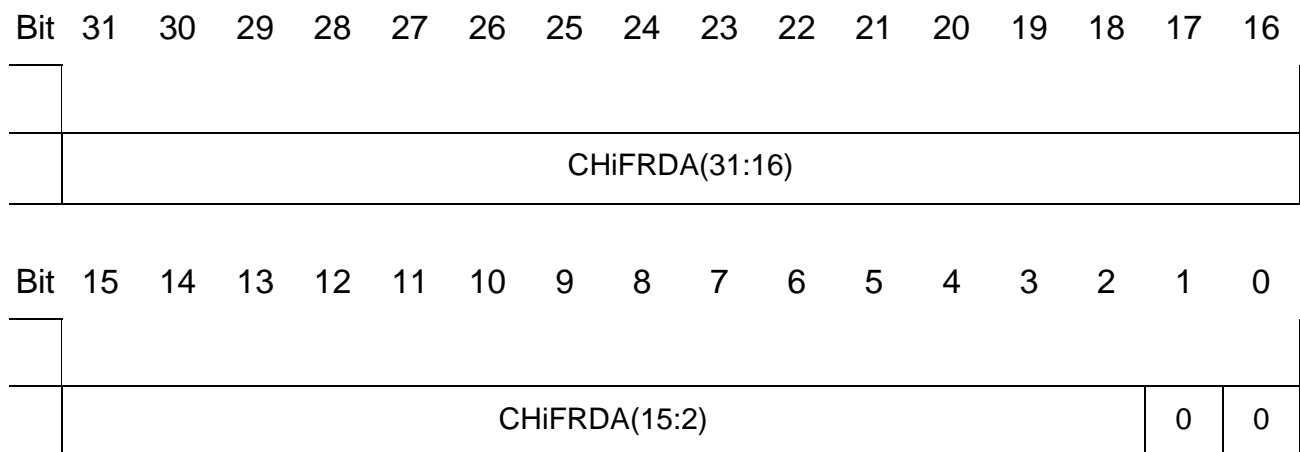 Bit 31 30 29 28 27 26 25 24 23 22 21 20 19 18 17 16
CHiFRDA(31:16)
Bit 15 14 13 12 11 10 9 8 7 6 5 4 3 2 1 0
CHiFRDA(15:2) 0 0